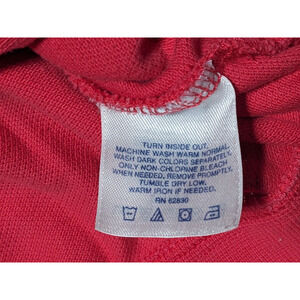 TURN INSIDE OUT.
MACHINE WASH WARM NORMAL.
WASH DARK COLORS SEPARATELY.
ONLY NON-CHLORINE BLEACH
WHEN NEEDED. REMOVE PROMPTLY.
TUMBLE DRY LOW.
WARM IRON IF NEEDED.
RN 62830